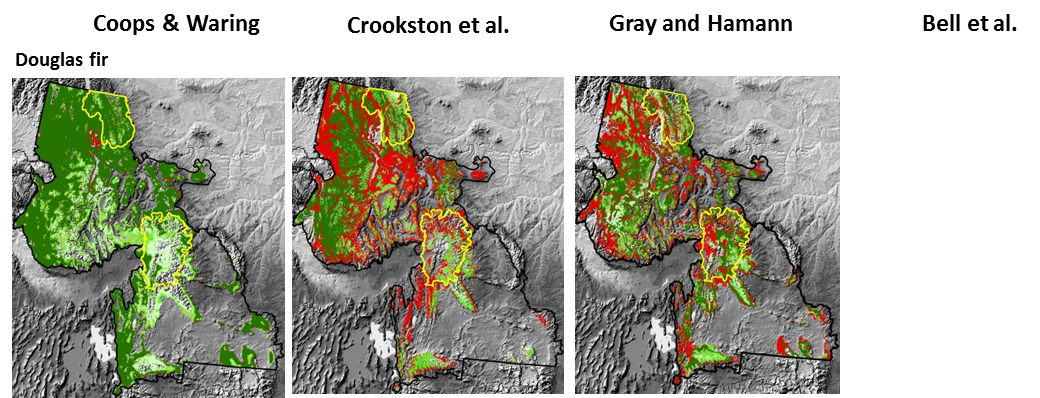 Coops & Waring Crookston et al. Gray and Hamann Bell et al.
Douglas fir